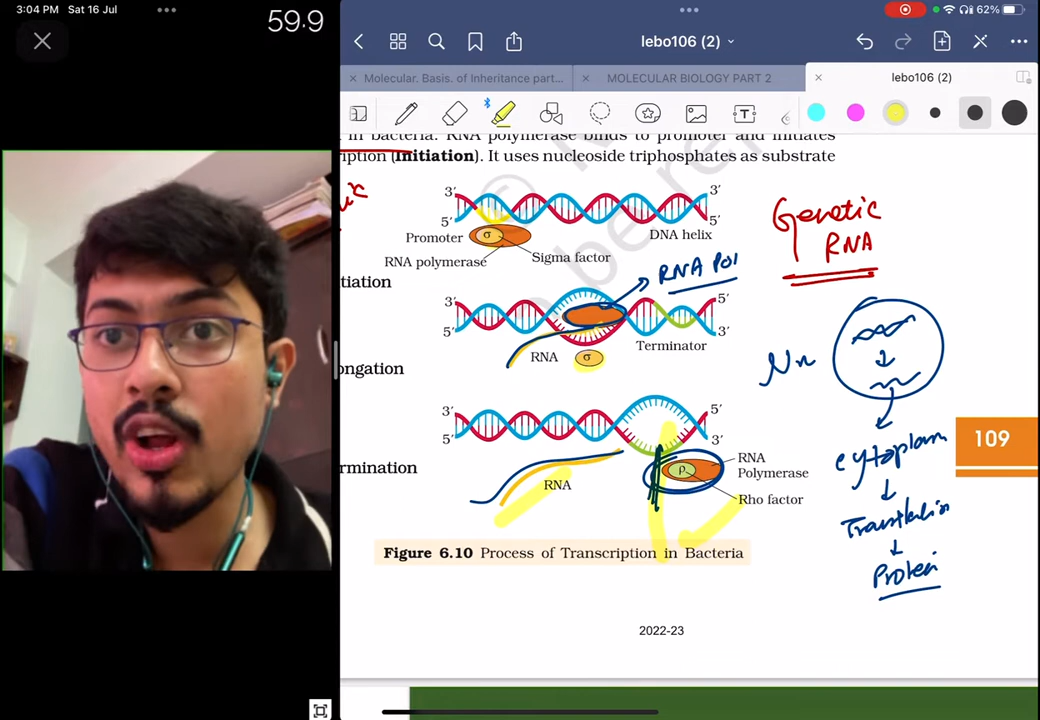 3:04 PM Sat 16 Jul
59.9
62%
lebo106 (2)
Molecular. Basis. of Inheritance part...
MOLECULAR BIOLOGY PART 2
lebo106 (2)
in bacteria. RNA polymerase binds to promoter and initiates
ription (Initiation). It uses nucleoside triphosphates as substrate
3'
3'
5'
5'
Promoter
σ
DNA helix
RNA polymerase
Sigma factor
Genetic
RNA
RNA Pol
itiation
3'
5'
5'
3'
RNA
σ
Terminator
ongation
3'
5'
5'
3'
rmination
RNA
ρ
RNA
Polymerase
Rho factor
cytoplasm
Translation
Protein
109
Figure 6.10 Process of Transcription in Bacteria
2022-23